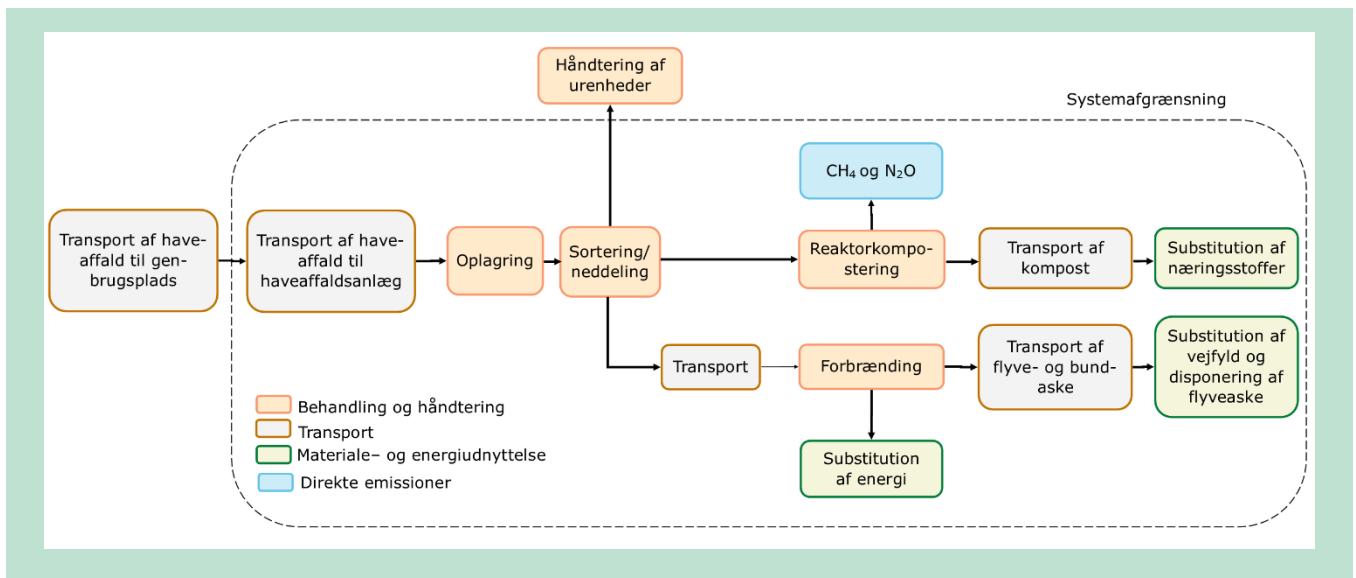 Håndtering af
urenheder
Systemafgrænsning
CH₄ og N₂O
Transport af have-
affald til gen-
brugsplads
Transport af have-
affald til
haveaffaldsanlæg
Oplagring
Sortering/
neddeling
Reaktorkompo-
stering
Transport af
kompost
Substitution af
næringsstoffer
Transport
Forbrænding
Transport af
flyve- og bund-
aske
Substitution af
vejfyld og
disponering af
flyveaske
Substitution
af energi
Behandling og håndtering
Transport
Materiale– og energiudnyttelse
Direkte emissioner